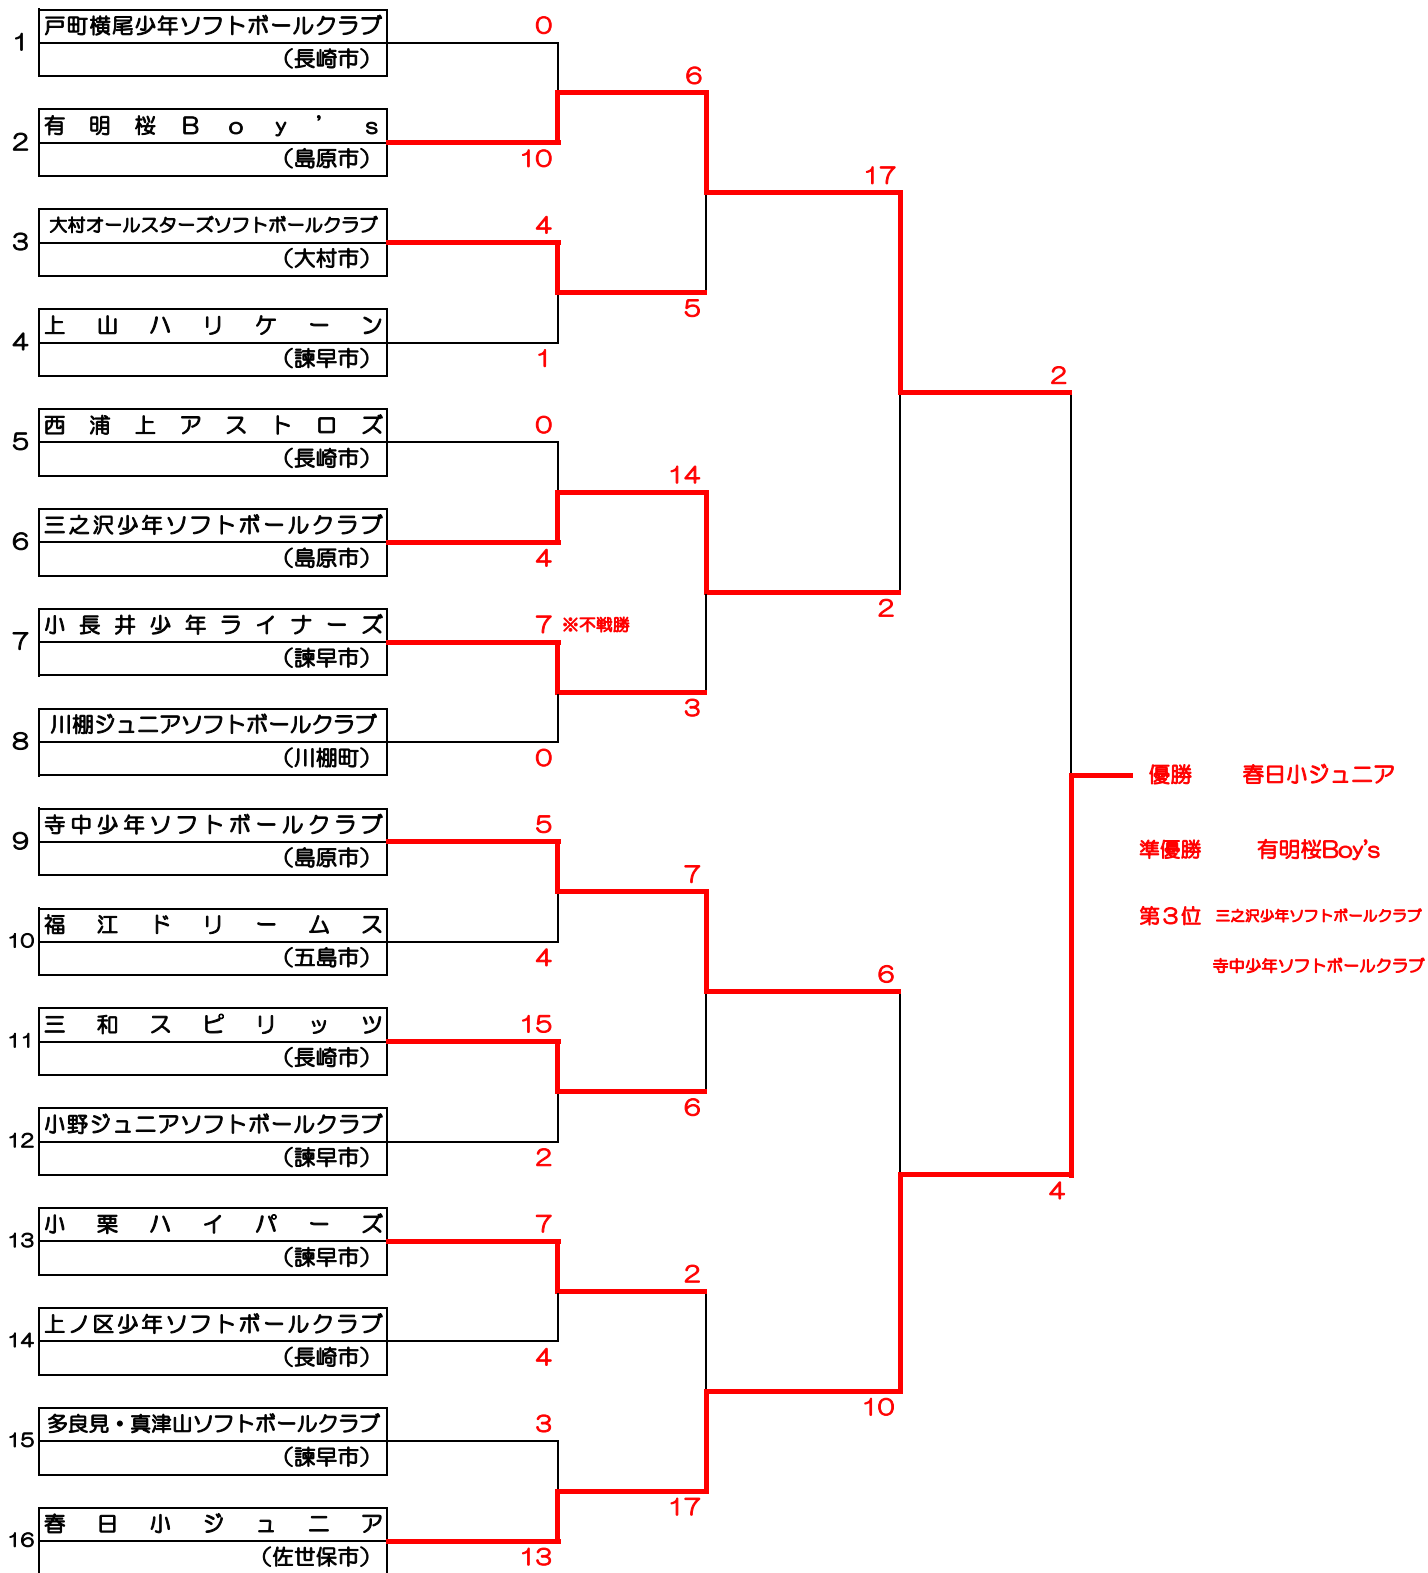 戸町横尾少年ソフトボールクラブ
0
1
（長崎市）
6
有明桜Boy’s
2
（島原市）
10
17
大村オールスターズソフトボールクラブ
4
3
（大村市）
5
上山ハリケーン
4
（諫早市）
1
2
西浦上アストロズ
0
5
（長崎市）
14
三之沢少年ソフトボールクラブ
6
（島原市）
4
2
小長井少年ライナーズ
7 ※不戦勝
7
（諫早市）
3
川棚ジュニアソフトボールクラブ
8
（川棚町）
0
優勝 春日小ジュニア
寺中少年ソフトボールクラブ
5
9
（島原市）
準優勝 有明桜Boy’s
7
第３位 三之沢少年ソフトボールクラブ
福江ドリームス
10
（五島市）
4
寺中少年ソフトボールクラブ
6
三和スピリッツ
15
11
（長崎市）
6
小野ジュニアソフトボールクラブ
12
（諫早市）
2
4
小栗ハイパーズ
7
13
（諫早市）
2
上ノ区少年ソフトボールクラブ
14
（長崎市）
4
10
多良見・真津山ソフトボールクラブ
3
15
（諫早市）
17
春日小ジュニア
16
（佐世保市）
13